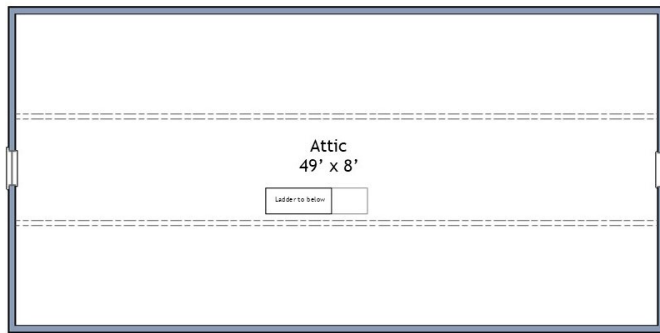 Attic
49’ x 8’
Ladder to below